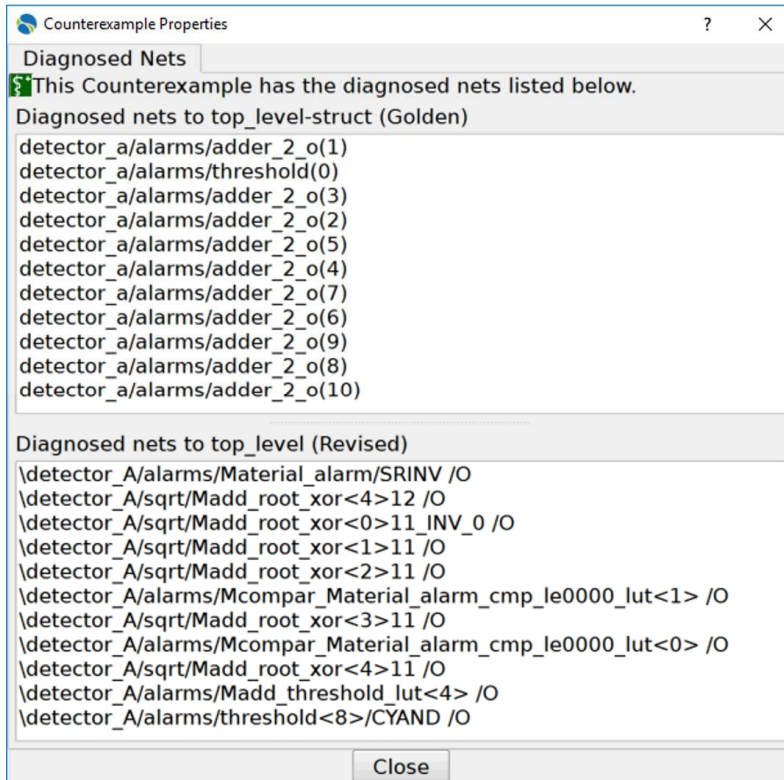 Counterexample Properties
Diagnosed Nets
This Counterexample has the diagnosed nets listed below.
Diagnosed nets to top_level-struct (Golden)
detector_a/alarms/adder_2_o(1)
detector_a/alarms/threshold(0)
detector_a/alarms/adder_2_o(3)
detector_a/alarms/adder_2_o(2)
detector_a/alarms/adder_2_o(5)
detector_a/alarms/adder_2_o(4)
detector_a/alarms/adder_2_o(7)
detector_a/alarms/adder_2_o(6)
detector_a/alarms/adder_2_o(9)
detector_a/alarms/adder_2_o(8)
detector_a/alarms/adder_2_o(10)
Diagnosed nets to top_level (Revised)
\detector_A/alarms/Material_alarm/SRINV /O
\detector_A/sqrt/Madd_root_xor<4>12 /O
\detector_A/sqrt/Madd_root_xor<0>11_INV_0 /O
\detector_A/sqrt/Madd_root_xor<1>11 /O
\detector_A/sqrt/Madd_root_xor<2>11 /O
\detector_A/alarms/Mcompar_Material_alarm_cmp_le0000_lut<1> /O
\detector_A/sqrt/Madd_root_xor<3>11 /O
\detector_A/alarms/Mcompar_Material_alarm_cmp_le0000_lut<0> /O
\detector_A/sqrt/Madd_root_xor<4>11 /O
\detector_A/alarms/Madd_threshold_lut<4> /O
\detector_A/alarms/threshold<8>/CYAND /O
Close